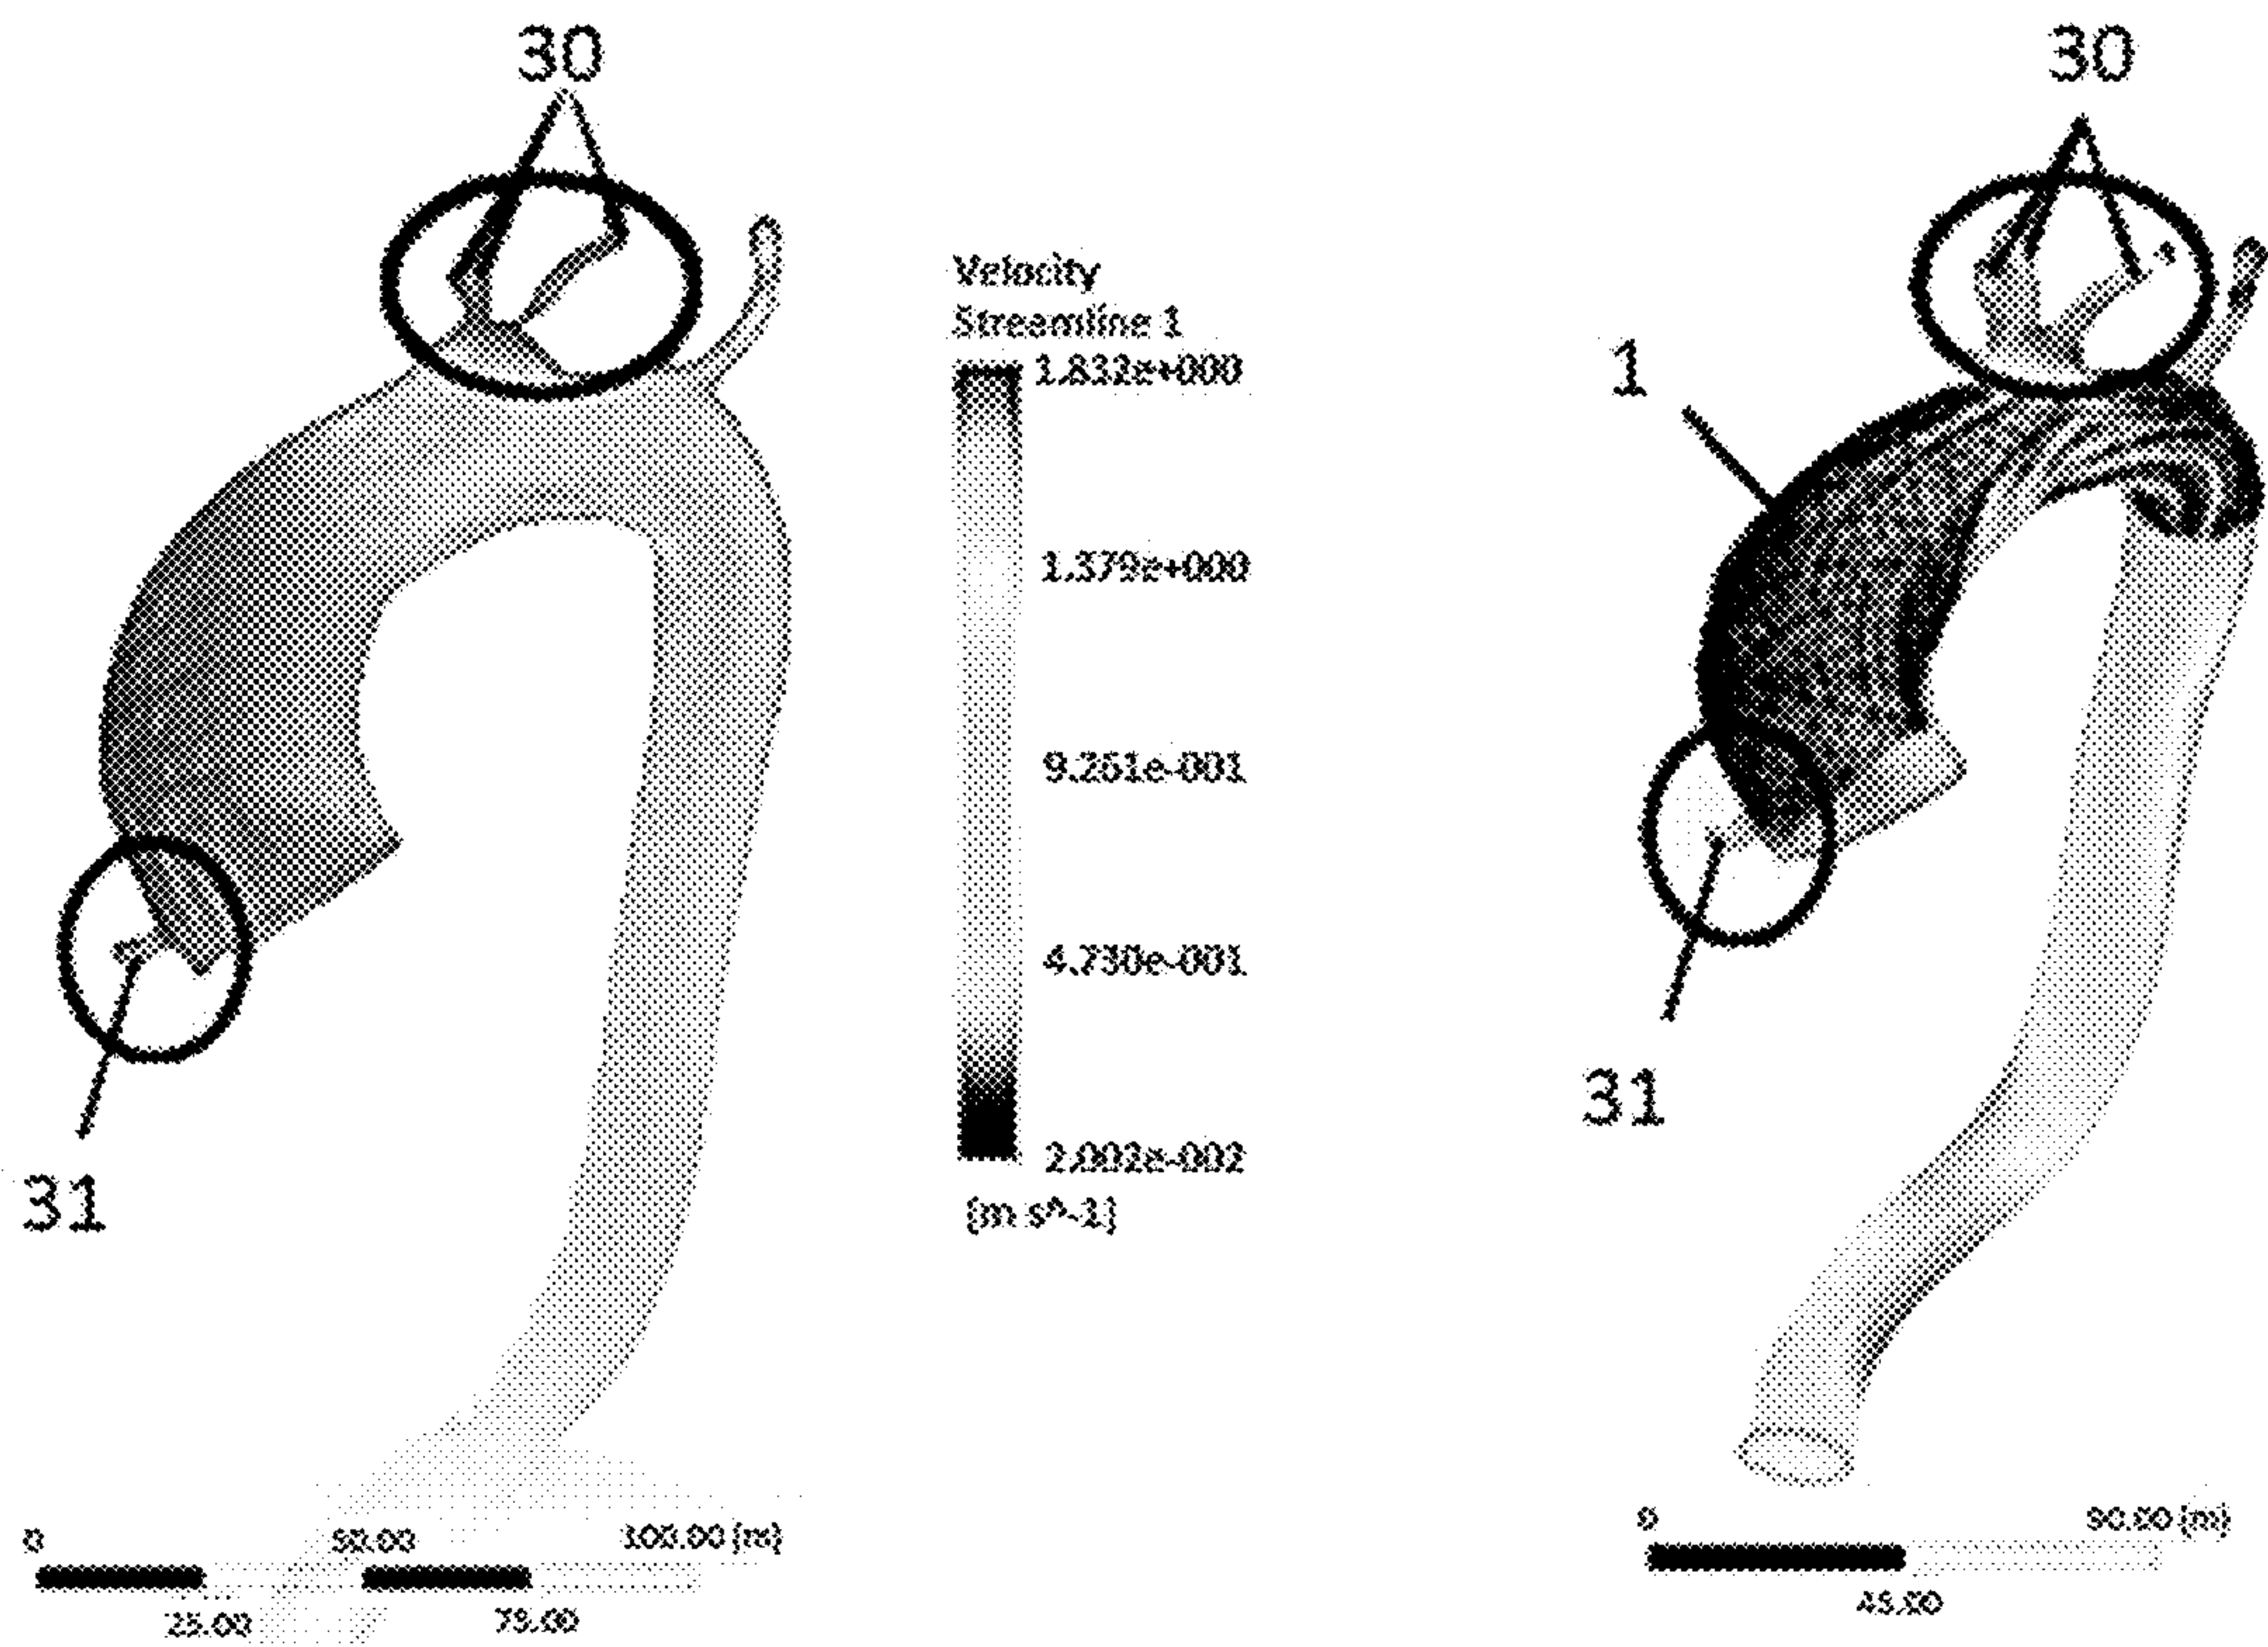 30
30
Velocity
Streamline 1
1.832e+000
1
1.379e+000
9.261e-001
4.730e-001
31
2.002e-002
[m s^-1]
31
0
50.00
100.00 (m)
25.00
75.00
0
90.00 (m)
45.00